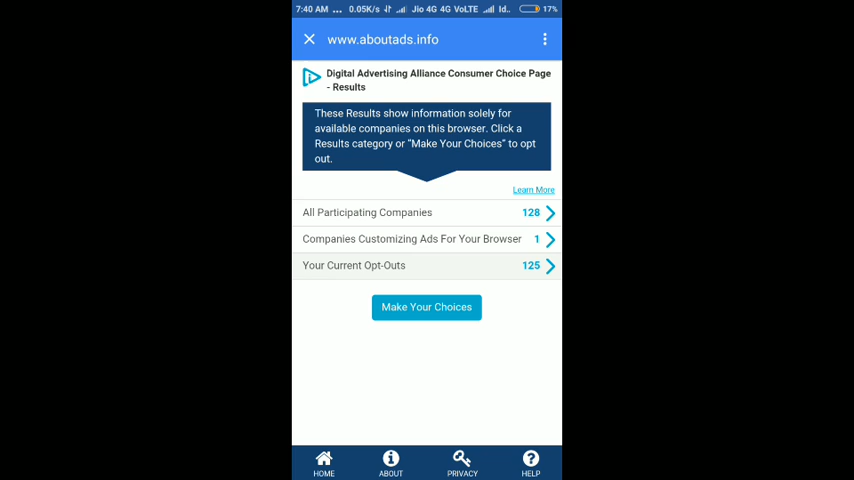 7:40 AM ... 0.05K/s Jio 4G 4G VoLTE Id.. 17%
www.aboutads.info
Digital Advertising Alliance Consumer Choice Page
- Results
These Results show information solely for
available companies on this browser. Click a
Results category or "Make Your Choices" to opt
out.
Learn More
All Participating Companies 128
Companies Customizing Ads For Your Browser 1
Your Current Opt-Outs 125
Make Your Choices
HOME ABOUT PRIVACY HELP